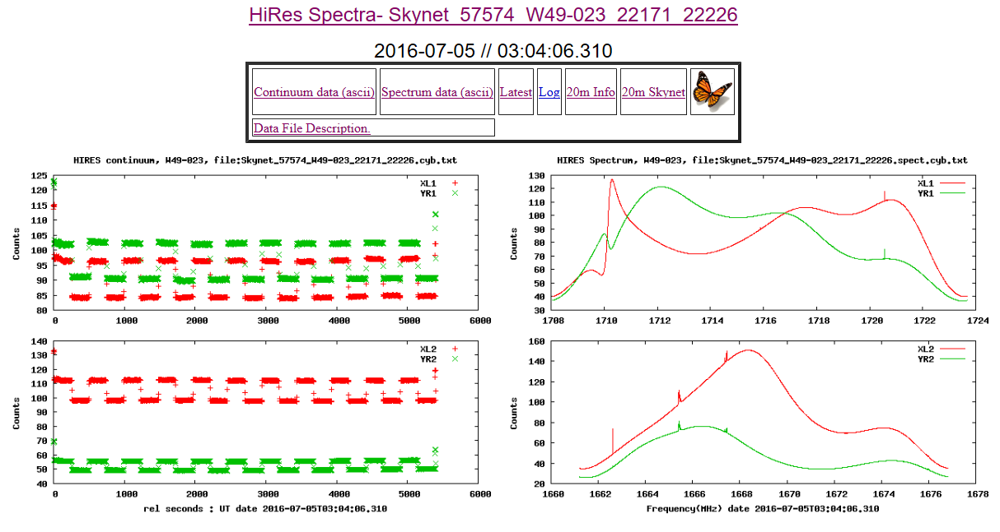 HiRes Spectra- Skynet_57574_W49-023_22171_22226
2016-07-05 // 03:04:06.310
Continuum data (ascii) Spectrum data (ascii) Latest Log 20m Info 20m Skynet
Data File Description.
HIRES continuum, W49-023, file:Skynet_57574_W49-023_22171_22226.cyb.txt
125
120
115
110
105
100
95
90
85
80
Counts
XL1
YR1
0 1000 2000 3000 4000 5000 6000
HIRES Spectrum, W49-023, file:Skynet_57574_W49-023_22171_22226.spect.cyb.txt
130
120
110
100
90
80
70
60
50
40
30
Counts
XL1
YR1
1708 1710 1712 1714 1716 1718 1720 1722 1724
140
130
120
110
100
90
80
70
60
50
40
Counts
XL2
YR2
0 1000 2000 3000 4000 5000 6000
rel seconds : UT date 2016-07-05T03:04:06.310
160
140
120
100
80
60
40
20
Counts
XL2
YR2
1660 1662 1664 1666 1668 1670 1672 1674 1676 1678
Frequency(MHz) date 2016-07-05T03:04:06.310